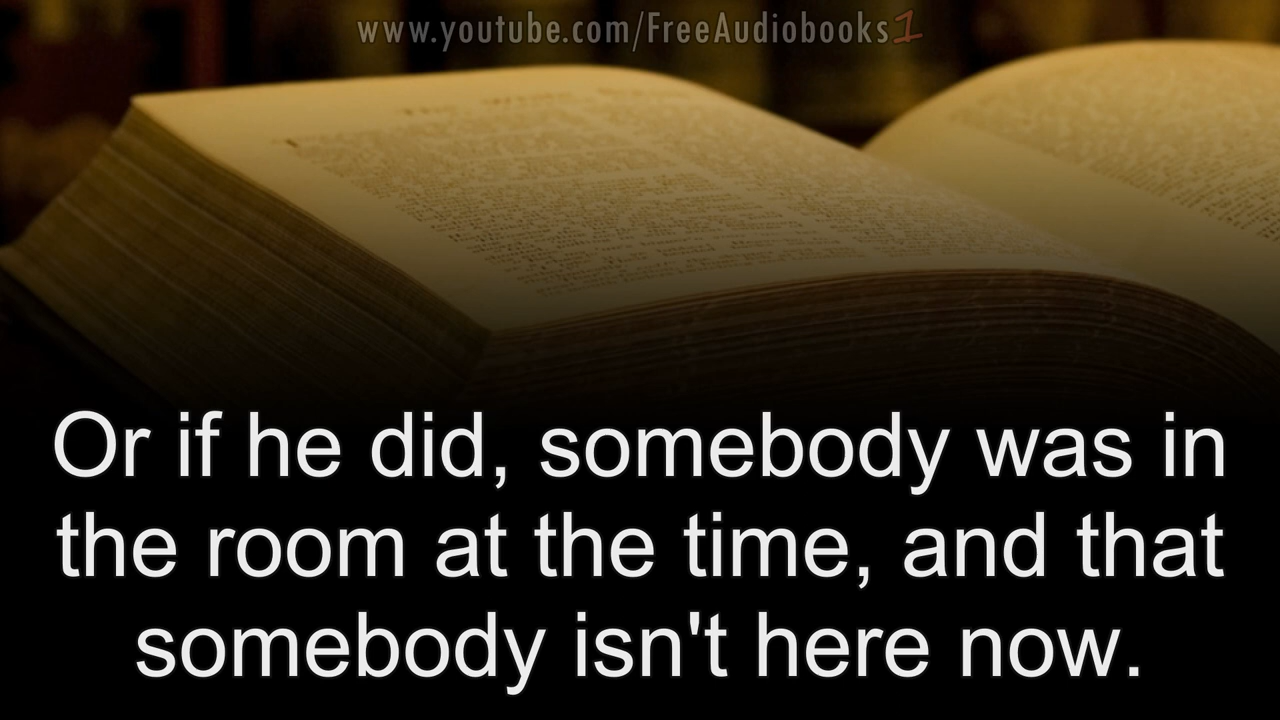 www.youtube.com/FreeAudiobooks1
Or if he did, somebody was in
the room at the time, and that
somebody isn't here now.